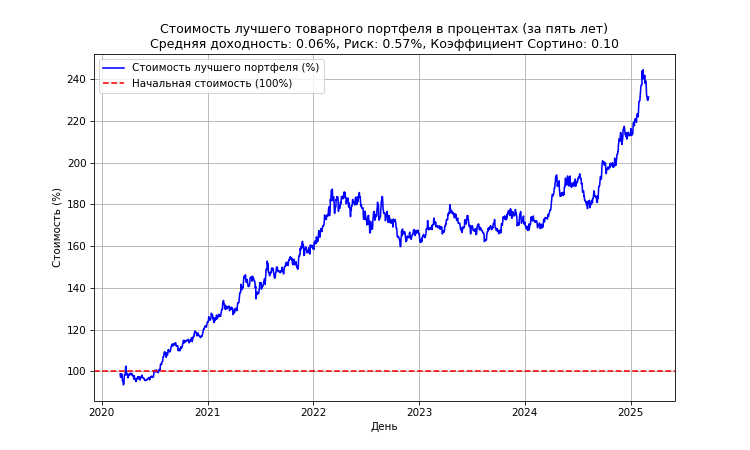 Стоимость лучшего товарного портфеля в процентах (за пять лет)
Средняя доходность: 0.06%, Риск: 0.57%, Коэффициент Сортино: 0.10
Стоимость лучшего портфеля (%)
Начальная стоимость (100%)
Стоимость (%)
240
220
200
180
160
140
120
100
2020
2021
2022
2023
2024
2025
День